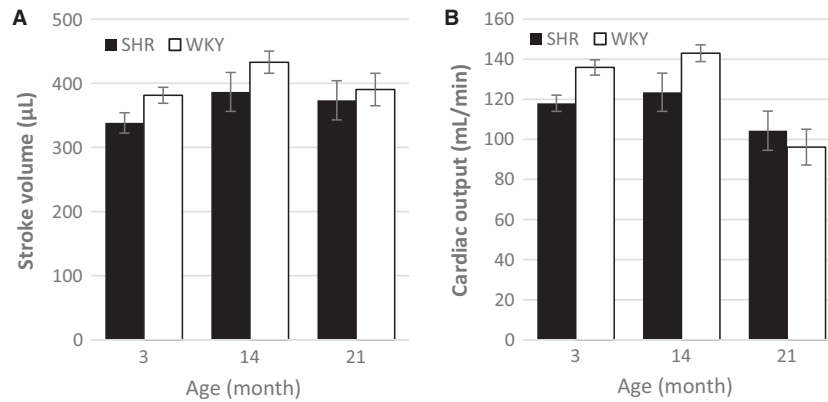 A
Stroke volume (μL)
500
400
300
200
100
0
SHR WKY
3 14 21
Age (month)
B
Cardiac output (mL/min)
160
140
120
100
80
60
40
20
0
SHR WKY
3 14 21
Age (month)